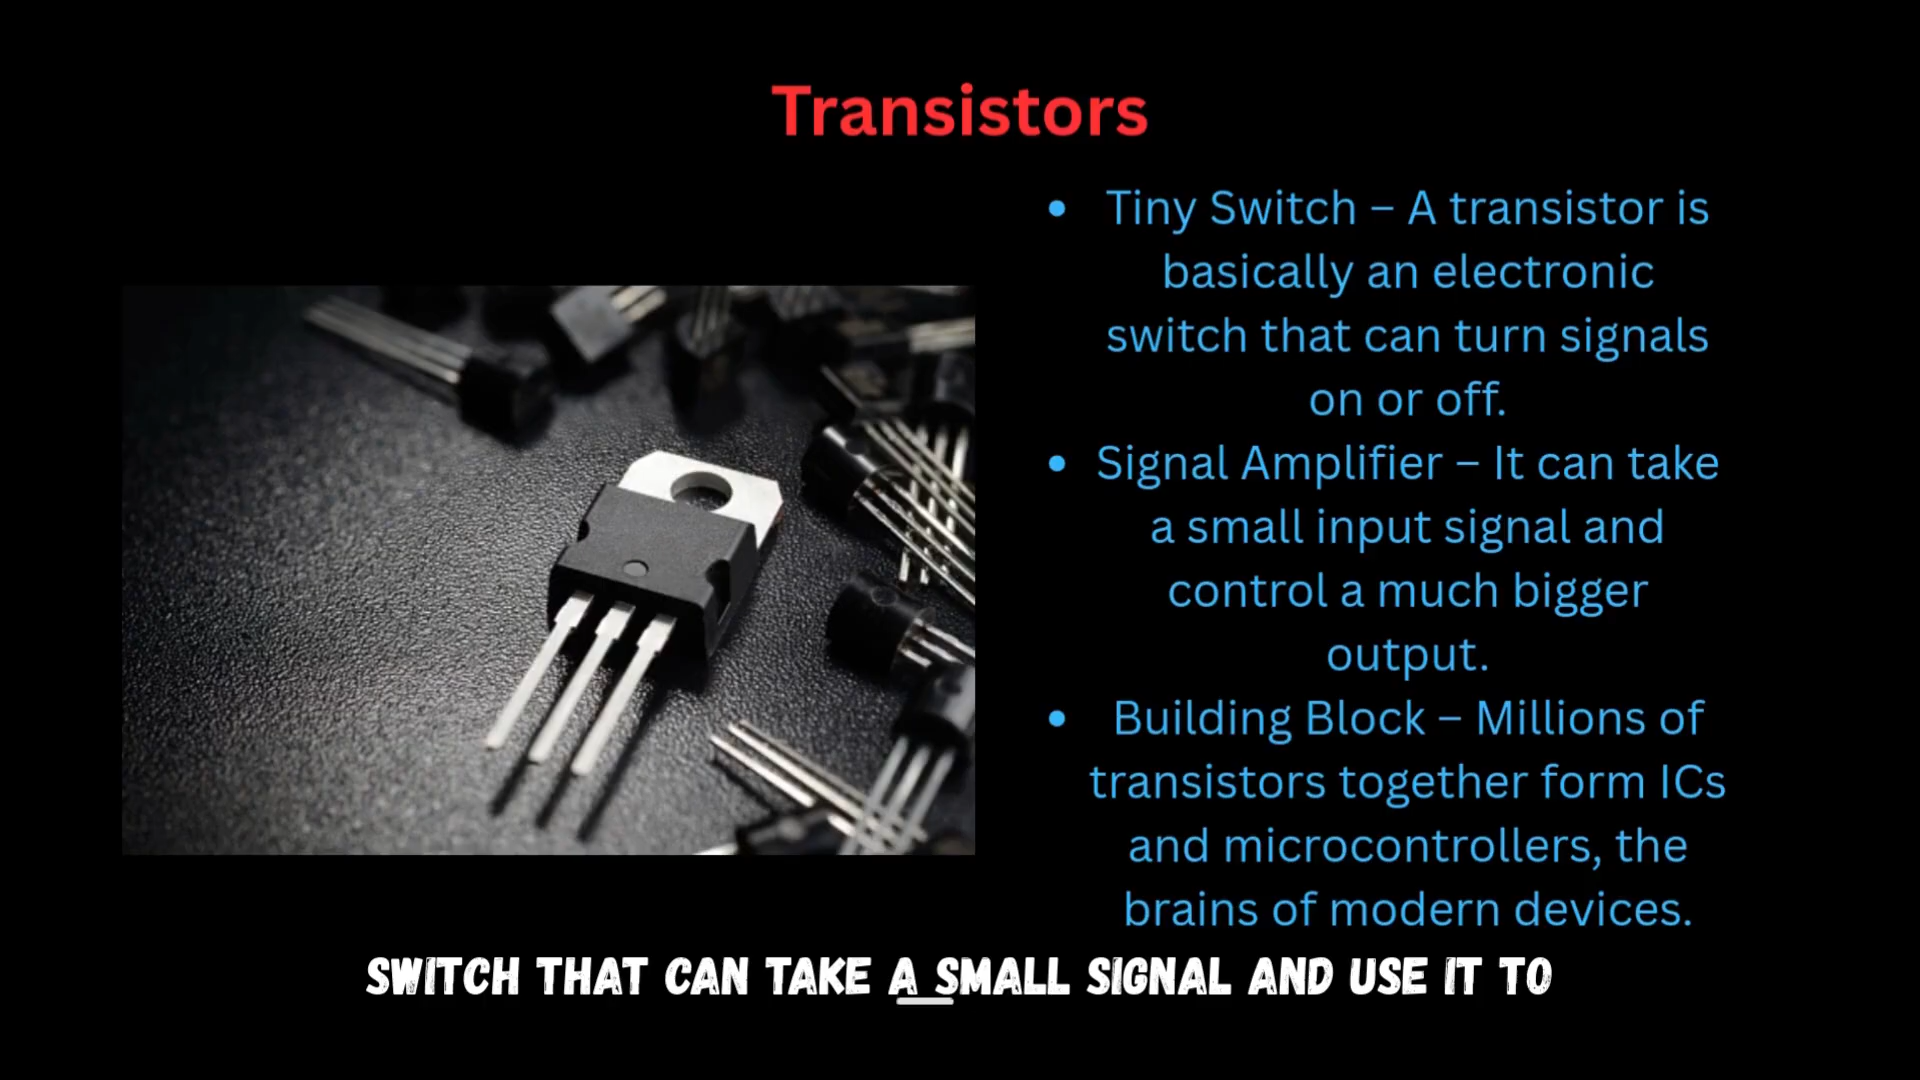 Transistors
• Tiny Switch – A transistor is
basically an electronic
switch that can turn signals
on or off.
• Signal Amplifier – It can take
a small input signal and
control a much bigger
output.
• Building Block – Millions of
transistors together form ICs
and microcontrollers, the
brains of modern devices.
SWITCH THAT CAN TAKE A SMALL SIGNAL AND USE IT TO